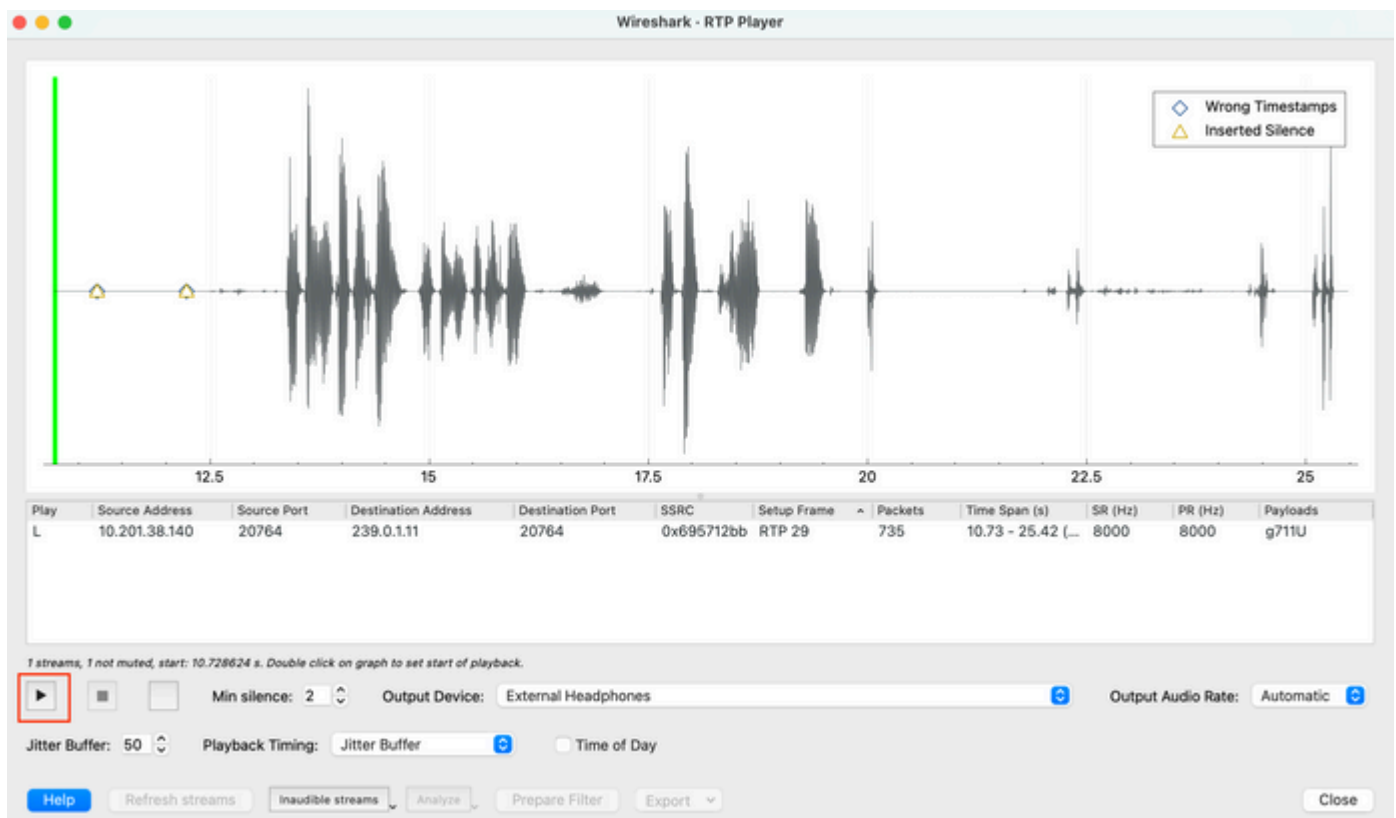 Wireshark - RTP Player
Wrong Timestamps
Inserted Silence
12.5 15 17.5 20 22.5 25
Play Source Address Source Port Destination Address Destination Port SSRC Setup Frame Packets Time Span (s) SR (Hz) PR (Hz) Payloads
L 10.201.38.140 20764 239.0.1.11 20764 0x695712bb RTP 29 735 10.73 - 25.42 (... 8000 8000 g711U
1 streams, 1 not muted, start: 10.728624 s. Double click on graph to set start of playback.
Min silence: 2 Output Device: External Headphones Output Audio Rate: Automatic
Jitter Buffer: 50 Playback Timing: Jitter Buffer Time of Day
Help Refresh streams Inaudible streams Analyze Prepare Filter Export Close